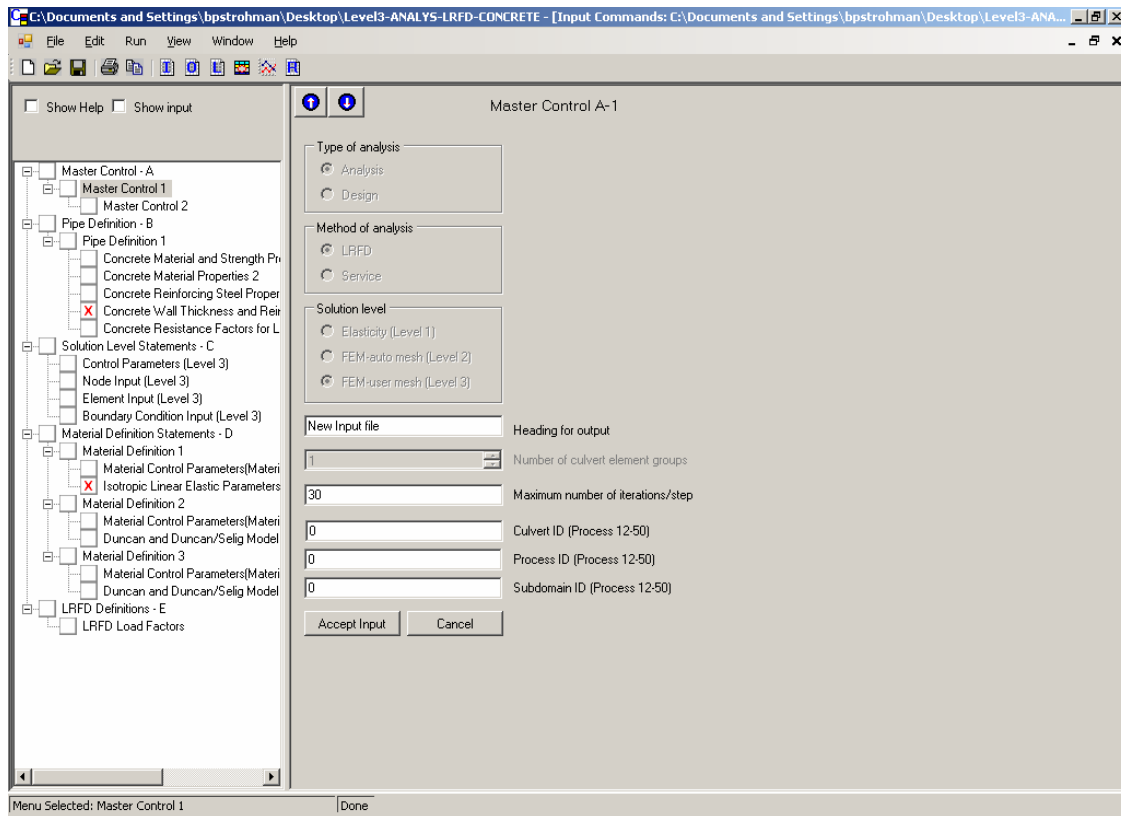 C:\Documents and Settings\bpstrohman\Desktop\Level3-ANALYS-LRFD-CONCRETE - [Input Commands: C:\Documents and Settings\bpstrohman\Desktop\Level3-ANA...
File Edit Run View Window Help
Show Help Show input
Master Control A-1
Master Control - A
Master Control 1
Master Control 2
Pipe Definition - B
Pipe Definition 1
Concrete Material and Strength Pr
Concrete Material Properties 2
Concrete Reinforcing Steel Proper
X Concrete Wall Thickness and Rein
Concrete Resistance Factors for L
Solution Level Statements - C
Control Parameters (Level 3)
Node Input (Level 3)
Element Input (Level 3)
Boundary Condition Input (Level 3)
Material Definition Statements - D
Material Definition 1
Material Control Parameters(Materi
X Isotropic Linear Elastic Parameters
Material Definition 2
Material Control Parameters(Materi
Duncan and Duncan/Selig Model
Material Definition 3
Material Control Parameters(Materi
Duncan and Duncan/Selig Model
LRFD Definitions - E
LRFD Load Factors
Type of analysis
Analysis
Design
Method of analysis
LRFD
Service
Solution level
Elasticity (Level 1)
FEM-auto mesh (Level 2)
FEM-user mesh (Level 3)
New Input file Heading for output
1 Number of culvert element groups
30 Maximum number of iterations/step
0 Culvert ID (Process 12-50)
0 Process ID (Process 12-50)
0 Subdomain ID (Process 12-50)
Accept Input Cancel
Menu Selected: Master Control 1 Done